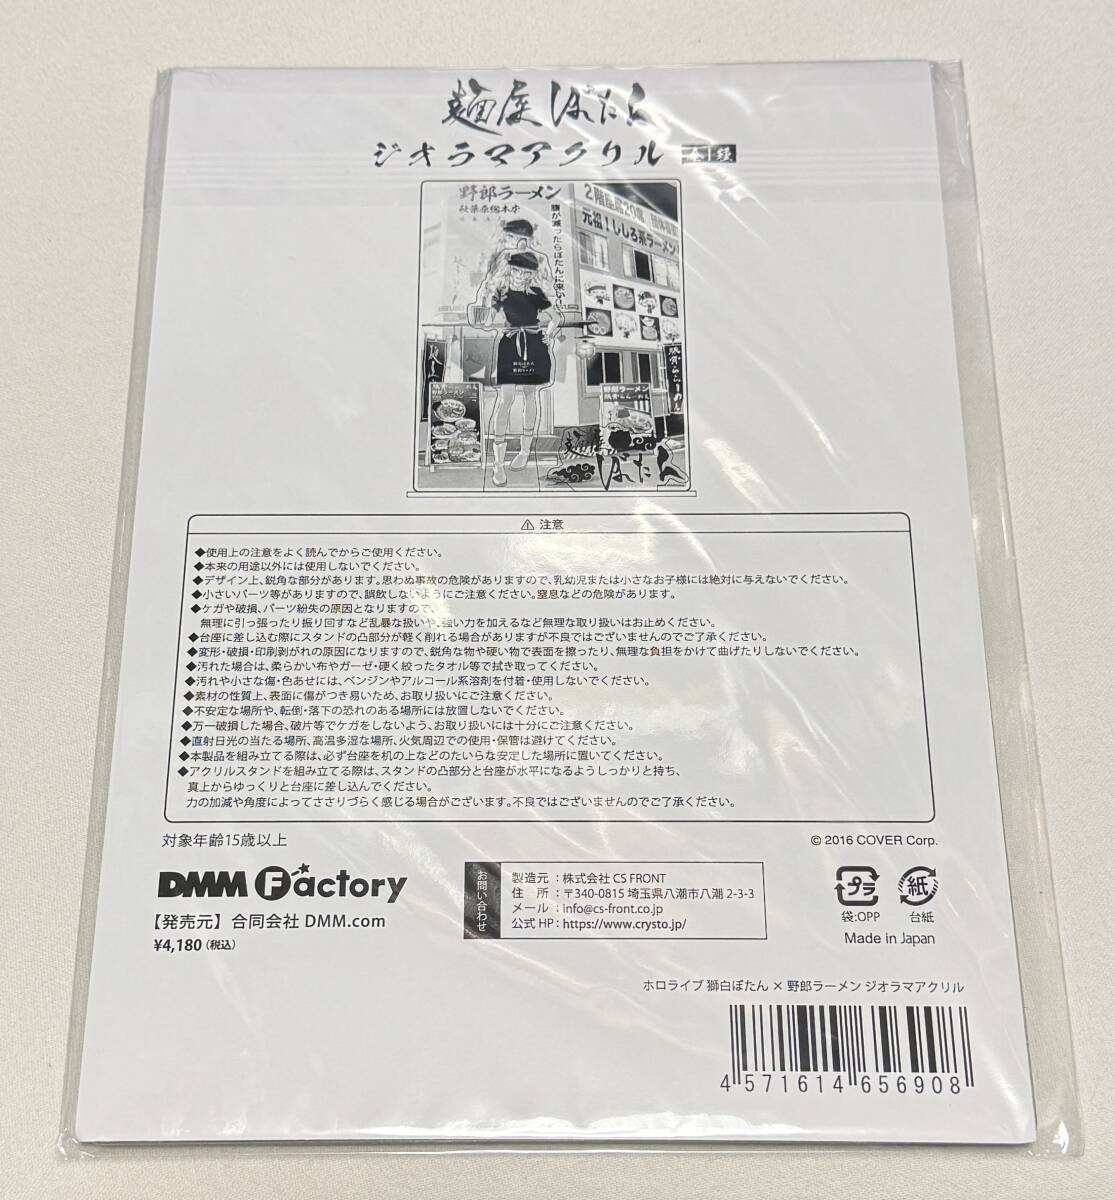 麺屋ぼたん
ジオラマアクリル 全1種
野郎ラーメン
秋葉原総本店
腹が減ったらぼたんに来い!
2階座席20席 団体
元祖!ししろ系ラーメン
野郎ラーメン
野郎ラーメン
麺屋
ぼたん
⚠ 注意
◆使用上の注意をよく読んでからご使用ください。
◆本来の用途以外には使用しないでください。
◆デザイン上、鋭角な部分があります。思わぬ事故の危険がありますので、乳幼児または小さなお子様には絶対に与えないでください。
◆小さいパーツ等がありますので、誤飲しないようにご注意ください。窒息などの危険があります。
◆ケガや破損、パーツ紛失の原因となりますので、
無理に引っ張ったり振り回すなど乱暴な扱いや、強い力を加えるなど無理な取り扱いはお止めください。
◆台座に差し込む際にスタンドの凸部分が軽く削れる場合がありますが不良ではございませんのでご了承ください。
◆変形・破損・印刷剥がれの原因になりますので、鋭角な物や硬い物で表面を擦ったり、無理な負担をかけて曲げたりしないでください。
◆汚れた場合は、柔らかい布やガーゼ・硬く絞ったタオル等で拭き取ってください。
◆汚れや小さな傷・色あせには、ベンジンやアルコール系溶剤を付着・使用しないでください。
◆素材の性質上、表面に傷がつき易いため、お取り扱いにご注意ください。
◆不安定な場所や、転倒・落下の恐れのある場所には放置しないでください。
◆万一破損した場合、破片等でケガをしないよう、お取り扱いには十分にご注意ください。
◆直射日光の当たる場所、高温多湿な場所、火気周辺での使用・保管は避けてください。
◆本製品を組み立てる際は、必ず台座を机の上などのたいらな安定した場所に置いてください。
◆アクリルスタンドを組み立てる際は、スタンドの凸部分と台座が水平になるようしっかりと持ち、
真上からゆっくりと台座に差し込んでください。
力の加減や角度によってささりづらく感じる場合がございます。不良ではございませんのでご了承ください。
対象年齢15歳以上
© 2016 COVER Corp.
DMM Factory
【発売元】合同会社 DMM.com
¥4,180(税込)
お問い合わせ
製造元:株式会社 CS FRONT
住 所:〒340-0815 埼玉県八潮市八潮 2-3-3
メール:info@cs-front.co.jp
公式 HP:https://www.crysto.jp/
プラ
紙
袋:OPP
台紙
Made in Japan
ホロライブ 獅白ぼたん × 野郎ラーメン ジオラマアクリル
4 571614 656908